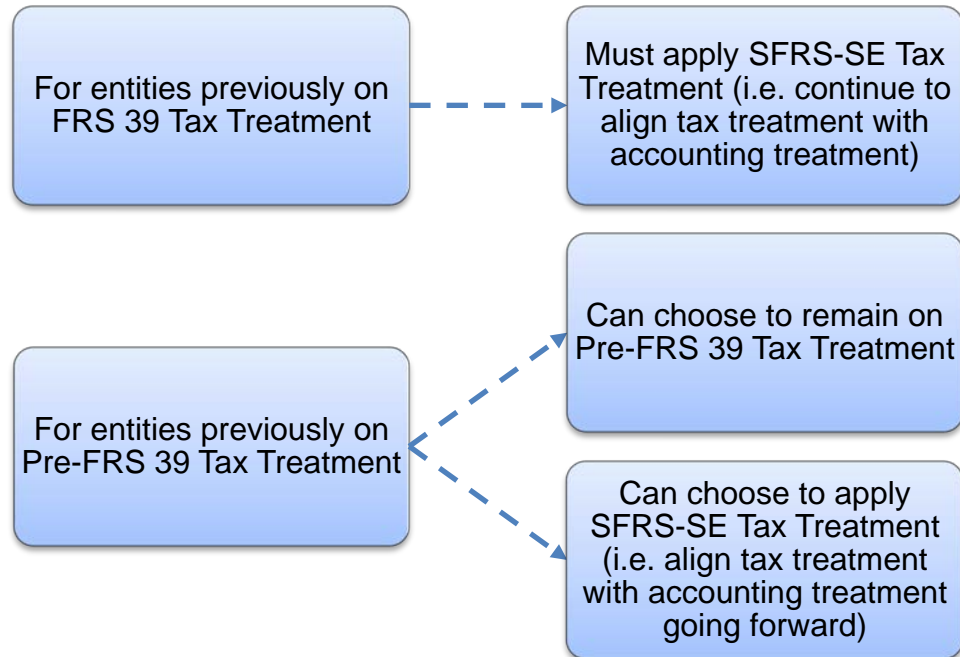 For entities previously on
FRS 39 Tax Treatment
Must apply SFRS-SE Tax
Treatment (i.e. continue to
align tax treatment with
accounting treatment)
For entities previously on
Pre-FRS 39 Tax Treatment
Can choose to remain on
Pre-FRS 39 Tax Treatment
Can choose to apply
SFRS-SE Tax Treatment
(i.e. align tax treatment
with accounting treatment
going forward)